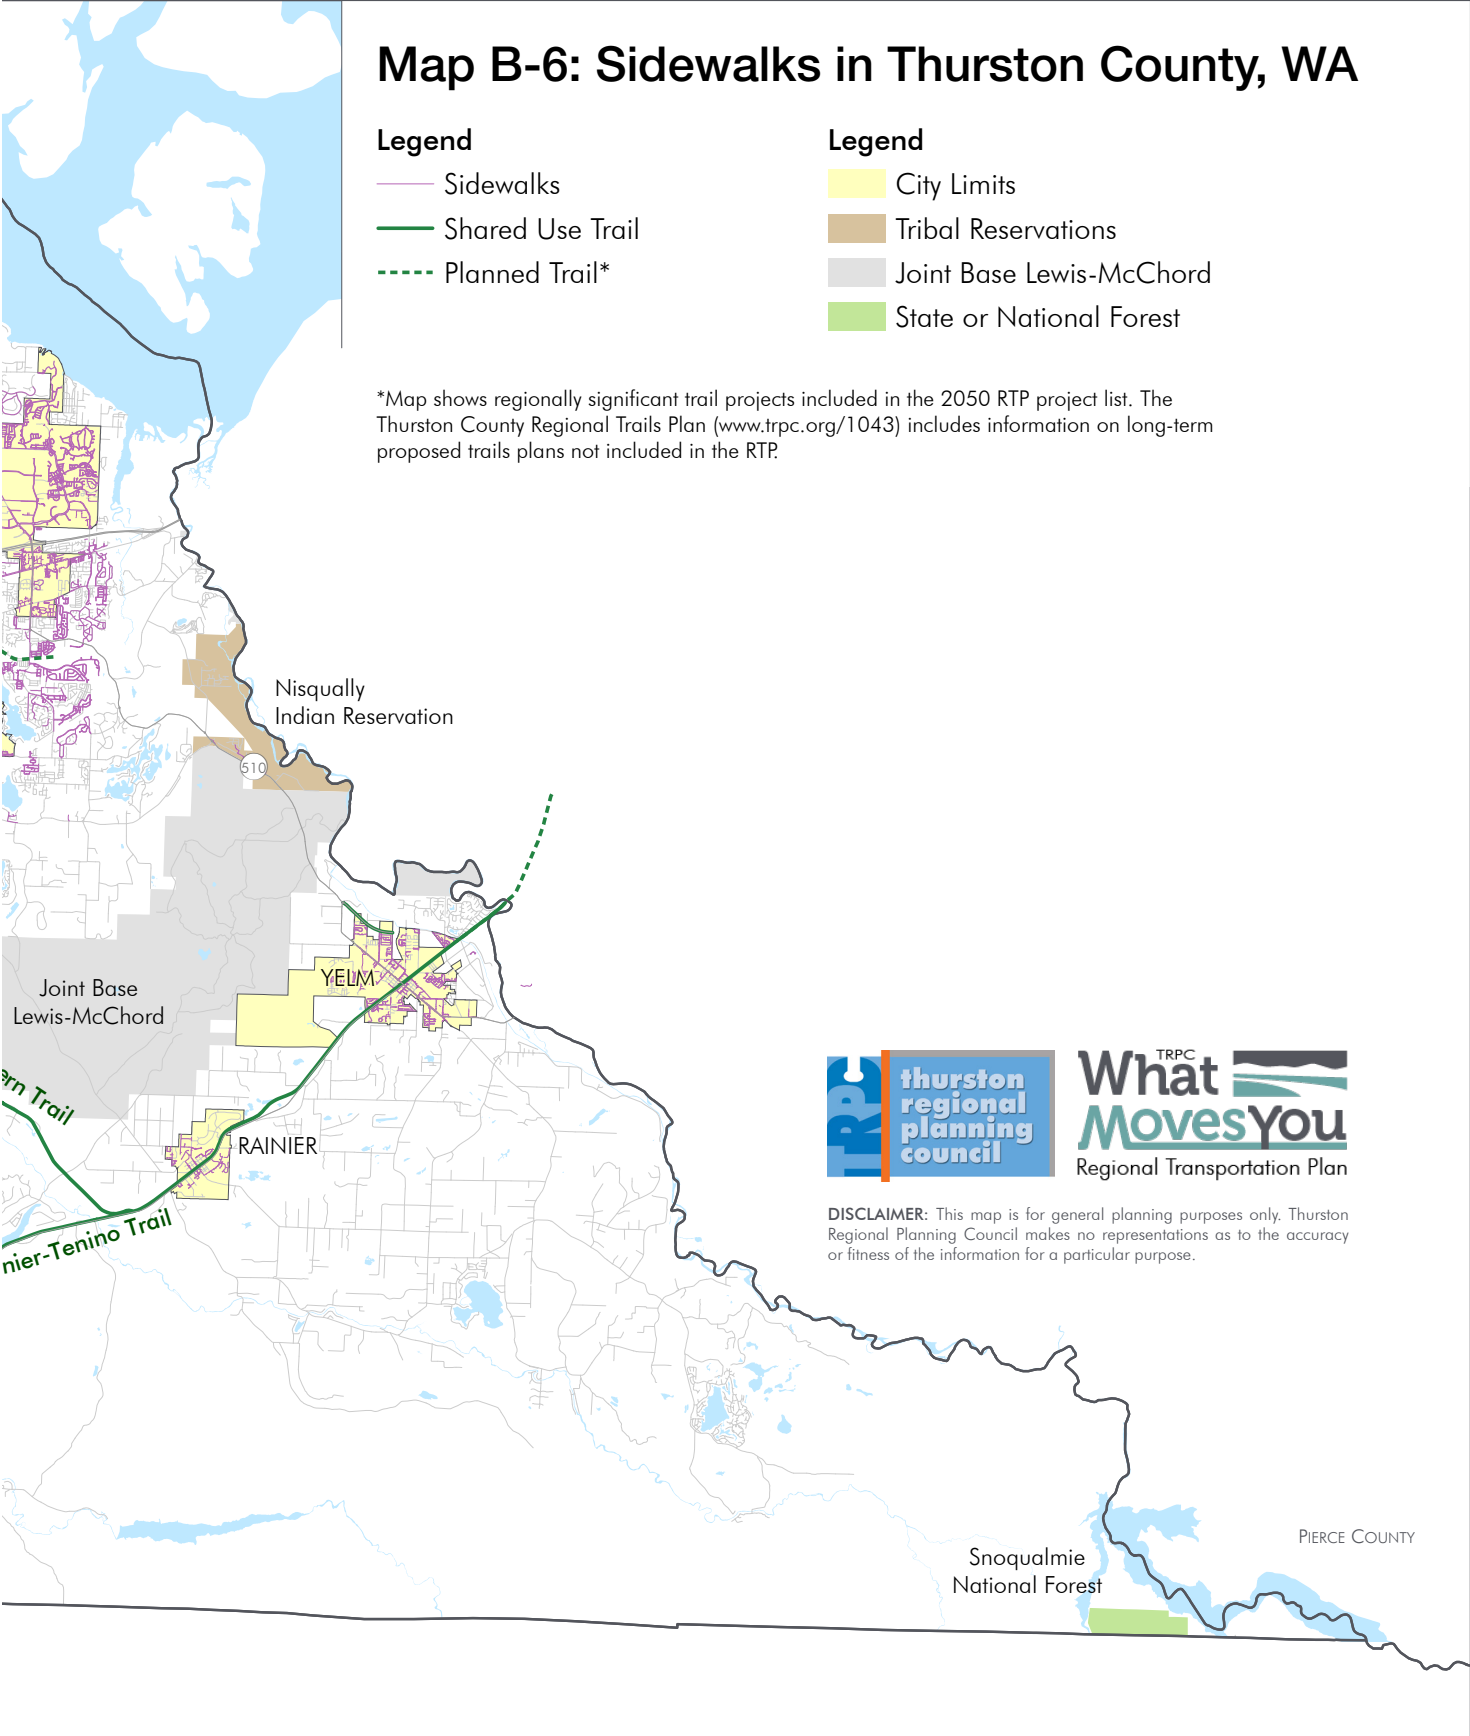 Map B-6: Sidewalks in Thurston County, WA
Legend
Sidewalks
Shared Use Trail
Planned Trail*
Legend
City Limits
Tribal Reservations
Joint Base Lewis-McChord
State or National Forest
*Map shows regionally significant trail projects included in the 2050 RTP project list. The
Thurston County Regional Trails Plan (www.trpc.org/1043) includes information on long-term
proposed trails plans not included in the RTP.
Nisqually
Indian Reservation
510
YELM
Joint Base
Lewis-McChord
ern Trail
RAINIER
nier-Tenino Trail
TRPC
thurston
regional
planning
council
TRPC
What
MovesYou
Regional Transportation Plan
DISCLAIMER: This map is for general planning purposes only. Thurston
Regional Planning Council makes no representations as to the accuracy
or fitness of the information for a particular purpose.
PIERCE COUNTY
Snoqualmie
National Forest